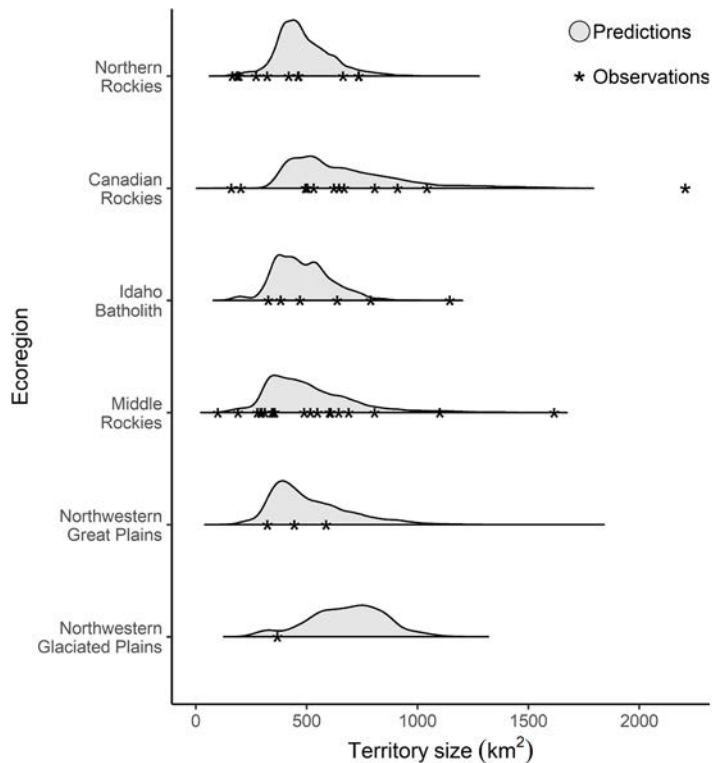 Predictions
* Observations
Northern
Rockies
Canadian
Rockies
Idaho
Batholith
Middle
Rockies
Northwestern
Great Plains
Northwestern
Glaciated Plains
Ecoregion
0 500 1000 1500 2000
Territory size (km²)